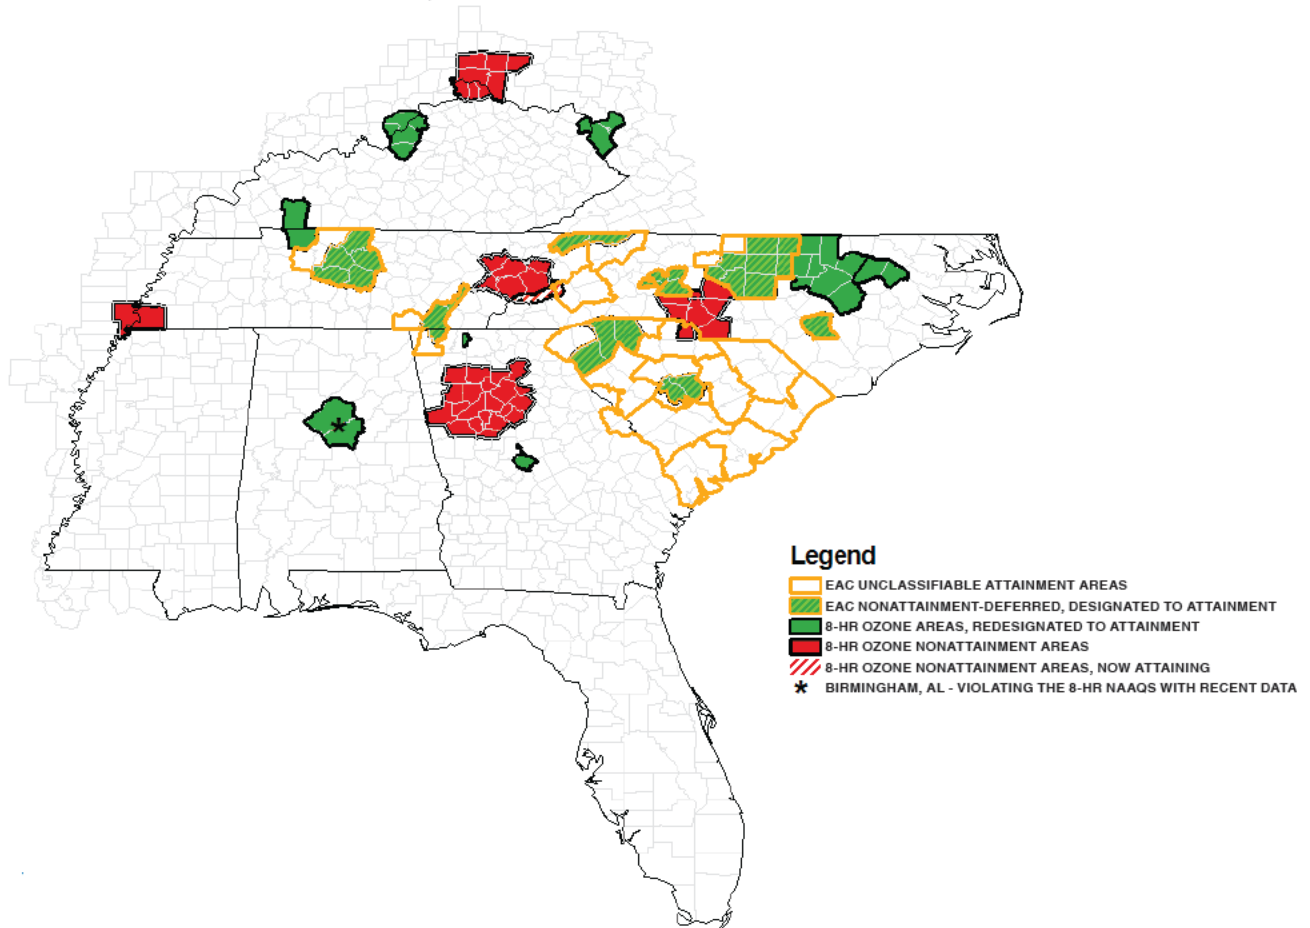 Legend
EAC UNCLASSIFIABLE ATTAINMENT AREAS
EAC NONATTAINMENT-DEFERRED, DESIGNATED TO ATTAINMENT
8-HR OZONE AREAS, REDESIGNATED TO ATTAINMENT
8-HR OZONE NONATTAINMENT AREAS
8-HR OZONE NONATTAINMENT AREAS, NOW ATTAINING
* BIRMINGHAM, AL - VIOLATING THE 8-HR NAAQS WITH RECENT DATA